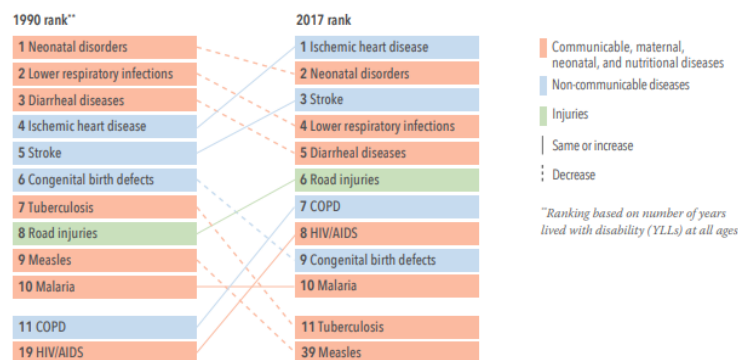 1990 rank**
1 Neonatal disorders
2 Lower respiratory infections
3 Diarrheal diseases
4 Ischemic heart disease
5 Stroke
6 Congenital birth defects
7 Tuberculosis
8 Road injuries
9 Measles
10 Malaria
11 COPD
19 HIV/AIDS
2017 rank
1 Ischemic heart disease
2 Neonatal disorders
3 Stroke
4 Lower respiratory infections
5 Diarrheal diseases
6 Road injuries
7 COPD
8 HIV/AIDS
9 Congenital birth defects
10 Malaria
11 Tuberculosis
39 Measles
Communicable, maternal,
neonatal, and nutritional diseases
Non-communicable diseases
Injuries
Same or increase
Decrease
**Ranking based on number of years
lived with disability (YLLs) at all ages